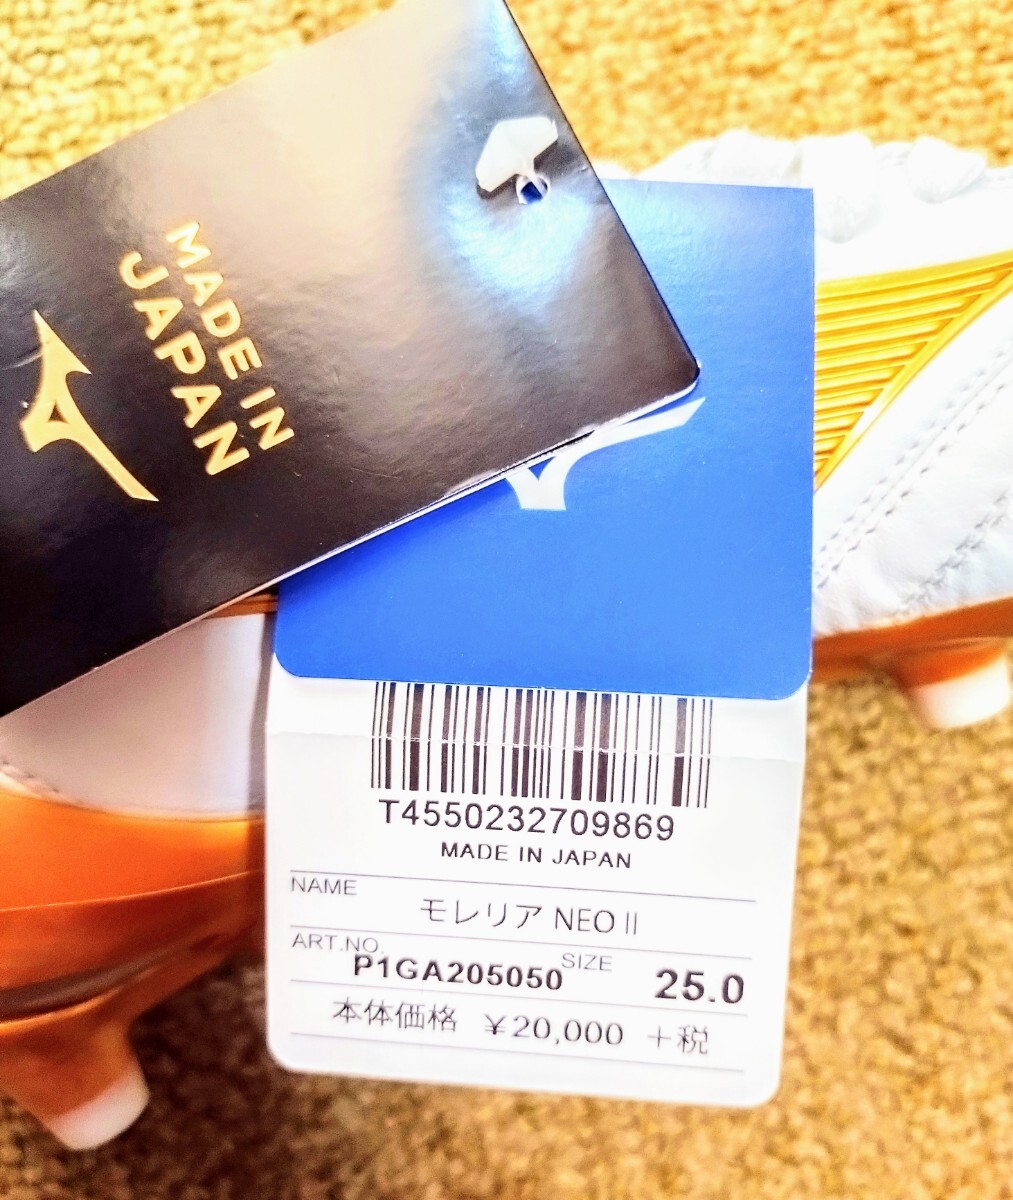 MADE IN
JAPAN
T4550232709869
MADE IN JAPAN
NAME
モレリア NEO II
ART.NO.
P1GA205050
SIZE
25.0
本体価格 ¥20,000 +税